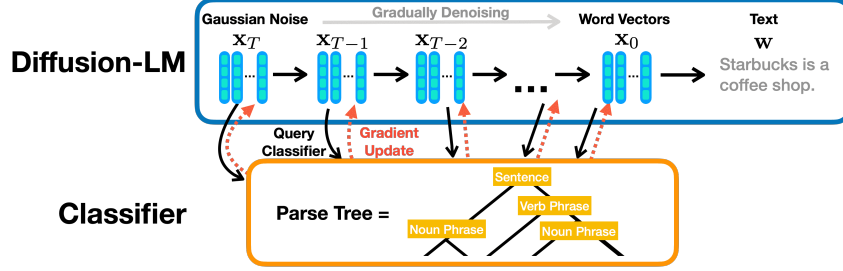 Gaussian Noise
Gradually Denoising
Word Vectors
Text
x_T
x_{T-1}
x_{T-2}
x_0
w
Diffusion-LM
...
Starbucks is a
coffee shop.
Query
Classifier
Gradient
Update
Classifier
Parse Tree =
Sentence
Verb Phrase
Noun Phrase
Noun Phrase